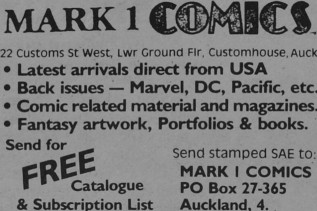 MARK 1 COMICS
22 Customs St West, Lwr Ground Flr, Customhouse, Auck
• Latest arrivals direct from USA
• Back issues — Marvel, DC, Pacific, etc.
• Comic related material and magazines.
• Fantasy artwork, Portfolios & books.
Send for
FREE
Catalogue
& Subscription List
Send stamped SAE to:
MARK 1 COMICS
PO Box 27-365
Auckland, 4.